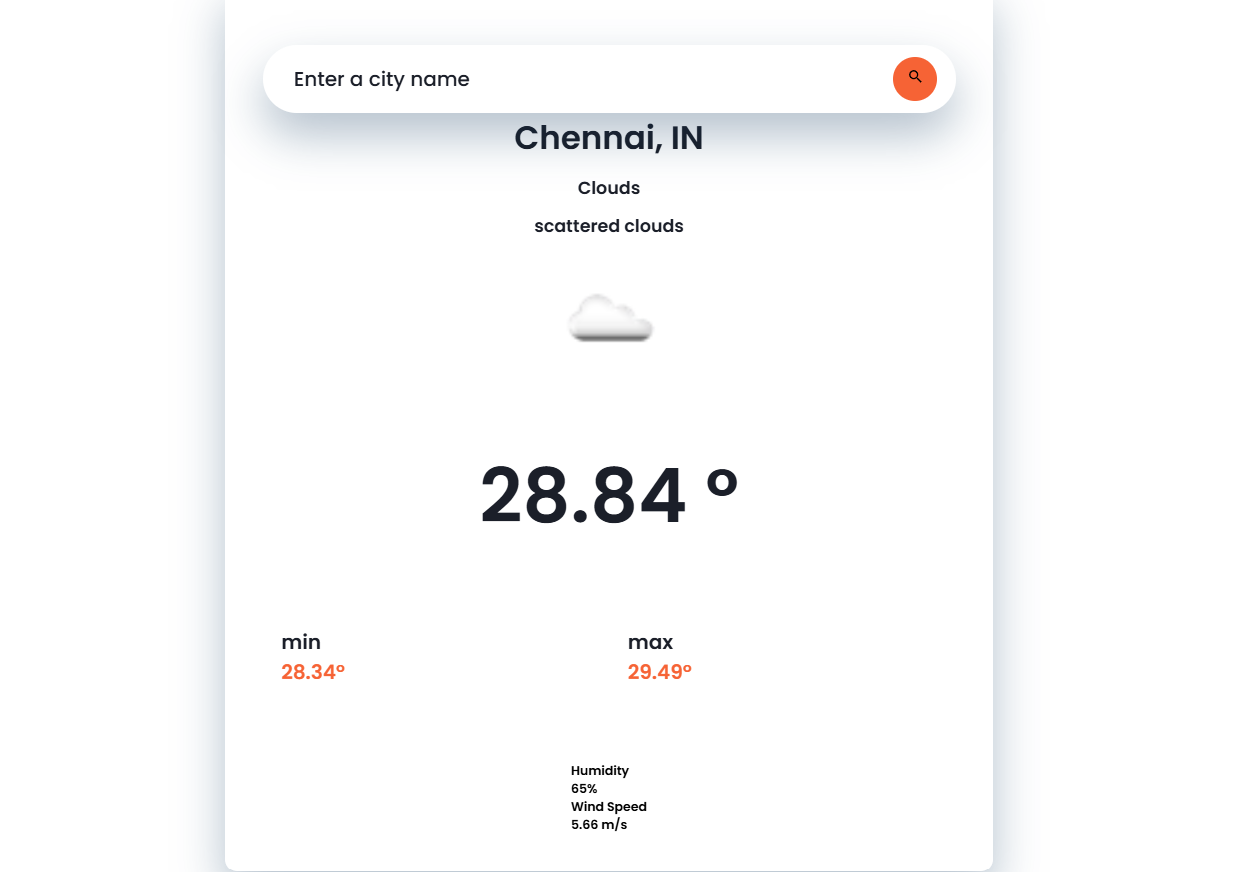 Enter a city name
Chennai, IN
Clouds
scattered clouds
28.84 °
min
max
28.34°
29.49°
Humidity
65%
Wind Speed
5.66 m/s